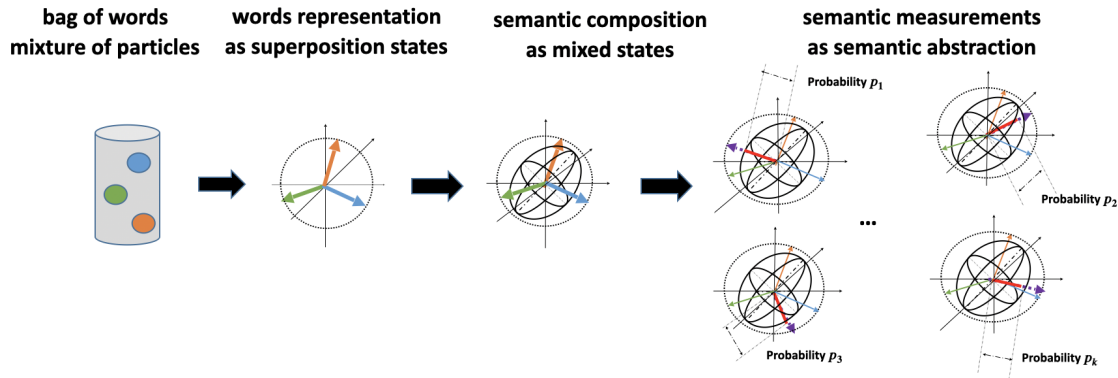 bag of words
mixture of particles
words representation
as superposition states
semantic composition
as mixed states
semantic measurements
as semantic abstraction
Probability p₁
Probability p₂
...
Probability p₃
Probability pₖ